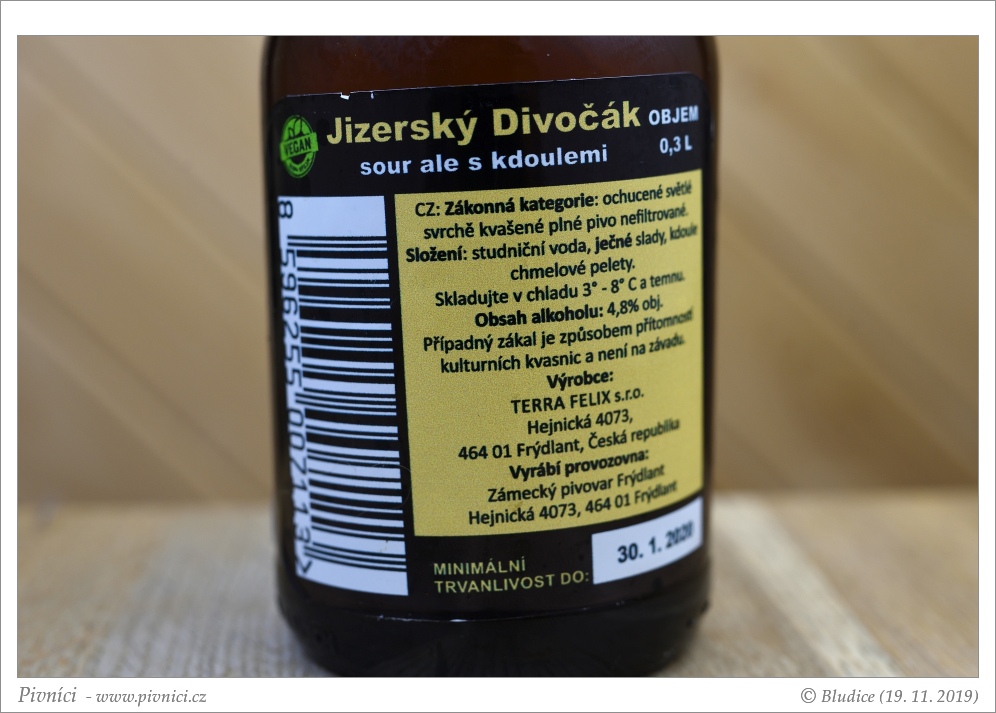 VEGAN
Jizerský Divočák OBJEM
sour ale s kdoulemi 0,3 L
8 596255 007113 >
CZ: Zákonná kategorie: ochucené světlé
svrchě kvašené plné pivo nefiltrované.
Složení: studniční voda, ječné slady, kdoule
chmelové pelety.
Skladujte v chladu 3° - 8° C a temnu.
Obsah alkoholu: 4,8% obj.
Případný zákal je způsobem přítomností
kulturních kvasnic a není na závadu.
Výrobce:
TERRA FELIX s.r.o.
Hejnická 4073,
464 01 Frýdlant, Česká republika
Vyrábí provozovna:
Zámecký pivovar Frýdlant
Hejnická 4073, 464 01 Frýdlant
MINIMÁLNÍ
TRVANLIVOST DO: 30. 1. 2020
Pivníci - www.pivnici.cz © Bludice (19. 11. 2019)